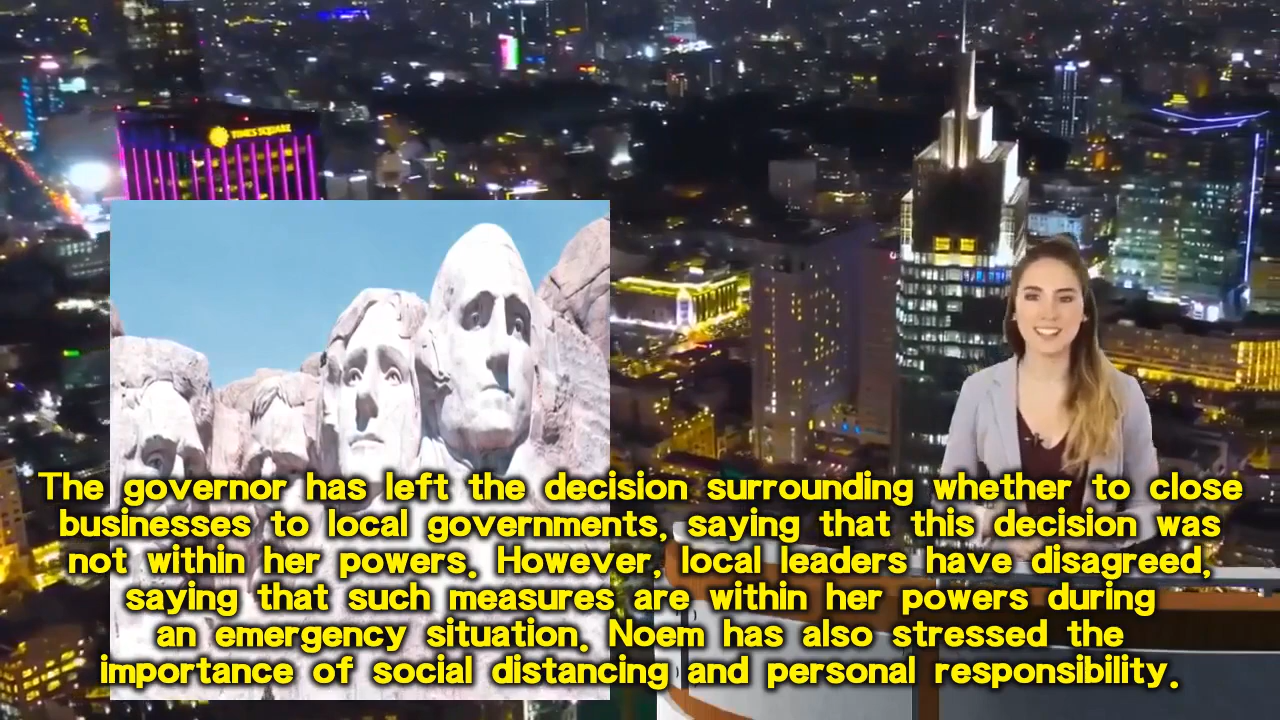 TIMES SQUARE
The governor has left the decision surrounding whether to close
businesses to local governments, saying that this decision was
not within her powers. However, local leaders have disagreed,
saying that such measures are within her powers during
an emergency situation. Noem has also stressed the
importance of social distancing and personal responsibility.